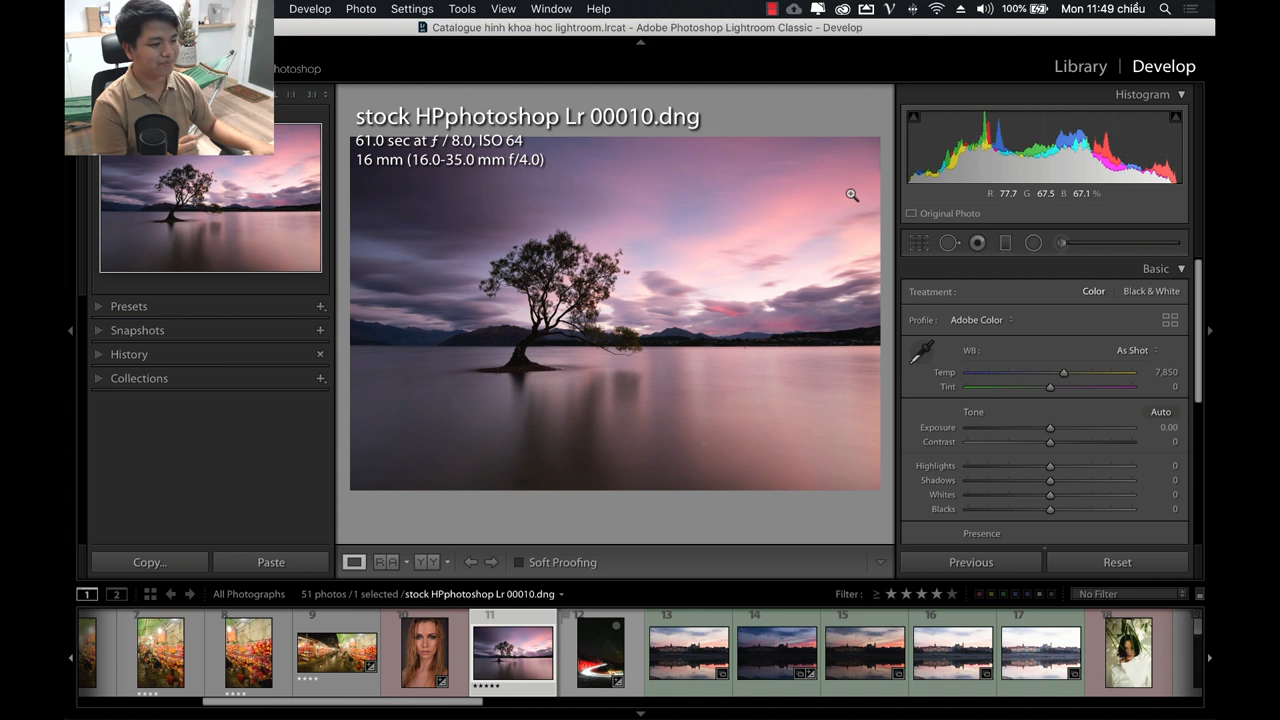 Develop Photo Settings Tools View Window Help 100% Mon 11:49 chiều
Catalogue hinh khoa hoc lightroom.lrcat - Adobe Photoshop Lightroom Classic - Develop
Library | Develop
1:1 3:1
Histogram
stock HPphotoshop Lr 00010.dng
61.0 sec at ƒ / 8.0, ISO 64
16 mm (16.0-35.0 mm f/4.0)
R 77.7 G 67.5 B 67.1 %
Original Photo
Basic
Treatment : Color Black & White
Profile : Adobe Color
WB : As Shot
Temp 7,850
Tint 0
Tone Auto
Exposure 0.00
Contrast 0
Highlights 0
Shadows 0
Whites 0
Blacks 0
Presence
Presets
Snapshots
History
Collections
Copy... Paste
Soft Proofing
Previous Reset
1 2 All Photographs 51 photos / 1 selected / stock HPphotoshop Lr 00010.dng Filter : No Filter
7 8 9 10 11 12 13 14 15 16 17 18